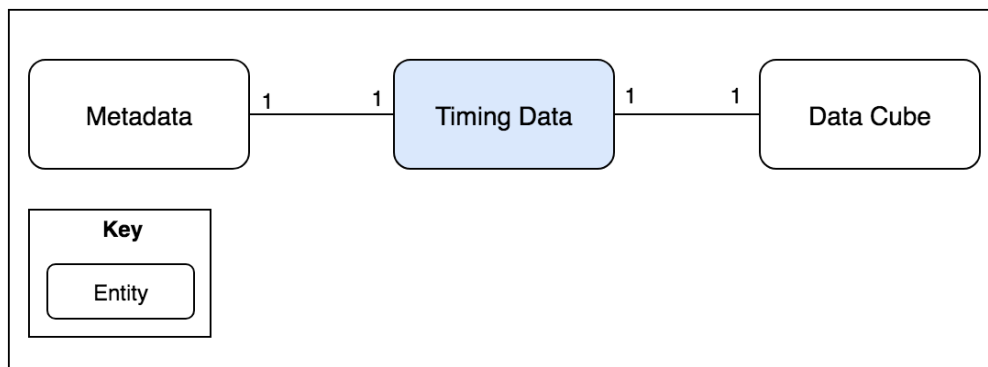 Metadata
1
1
Timing Data
1
1
Data Cube
Key
Entity